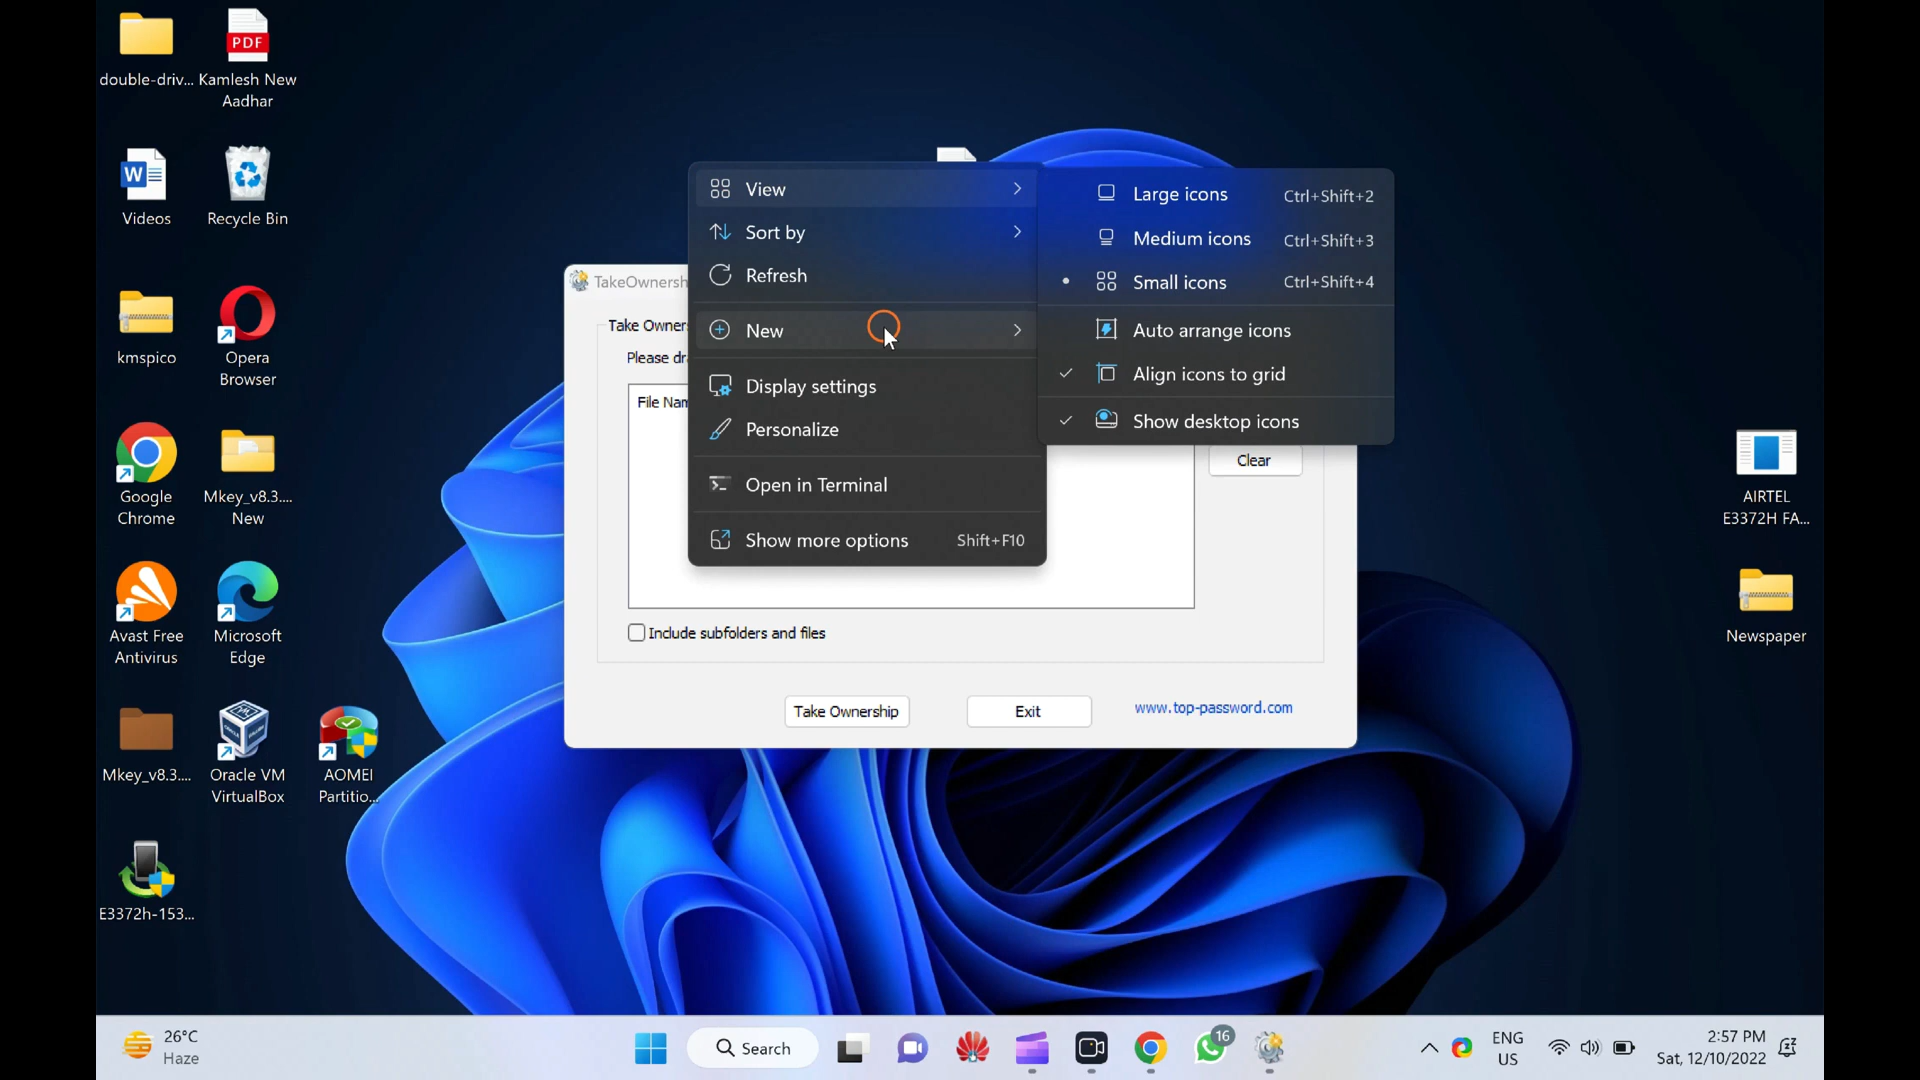 double-driv...
PDF
Kamlesh New
Aadhar
W
Videos
Recycle Bin
kmspico
Opera
Browser
Google
Chrome
Mkey_v8.3....
New
Avast Free
Antivirus
Microsoft
Edge
Mkey_v8.3....
Oracle VM
VirtualBox
AOMEI
Partitio...
E3372h-153...
View
Sort by
Refresh
New
Display settings
Personalize
Open in Terminal
Show more options Shift+F10
Large icons Ctrl+Shift+2
Medium icons Ctrl+Shift+3
Small icons Ctrl+Shift+4
Auto arrange icons
Align icons to grid
Show desktop icons
TakeOwnersh
Take Owner
Please dr
File Nam
Clear
Include subfolders and files
Take Ownership
Exit
www.top-password.com
AIRTEL
E3372H FA...
Newspaper
26°C
Haze
Search
16
ENG
US
2:57 PM
Sat, 12/10/2022